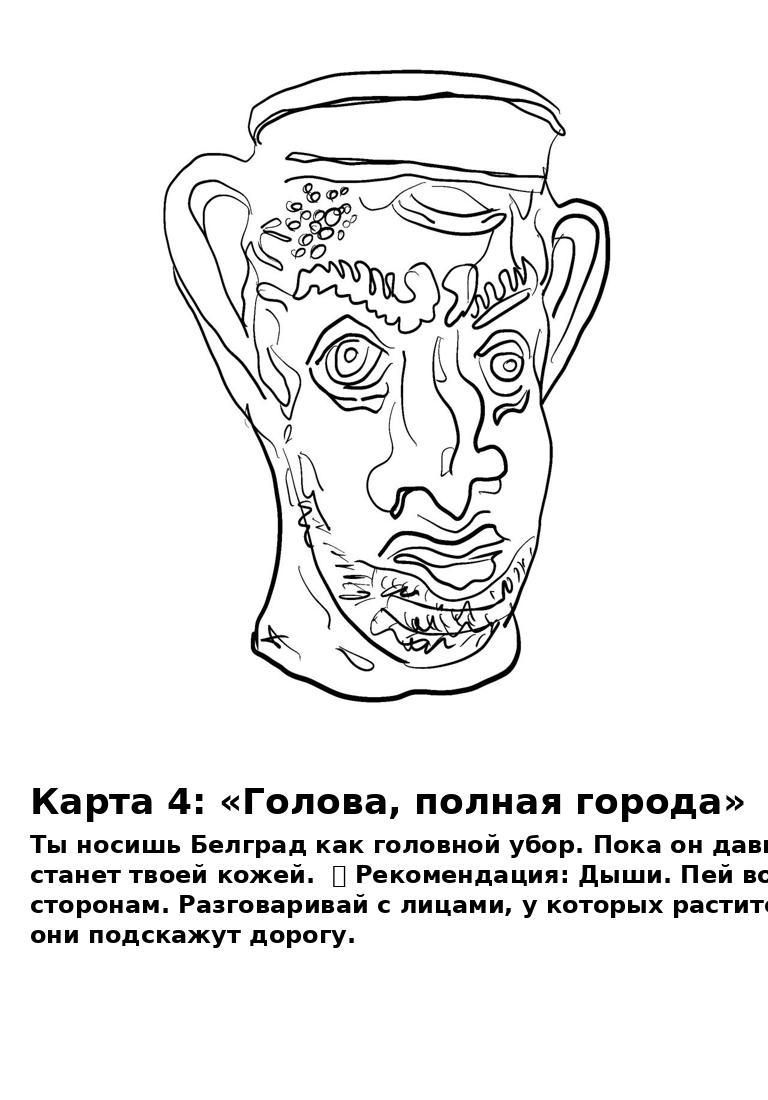 Карта 4: «Голова, полная города»
Ты носишь Белград как головной убор. Пока он
станет твоей кожей. Рекомендация: Дыши. Пей
сторонам. Разговаривай с лицами, у которых
они подскажут дорогу.